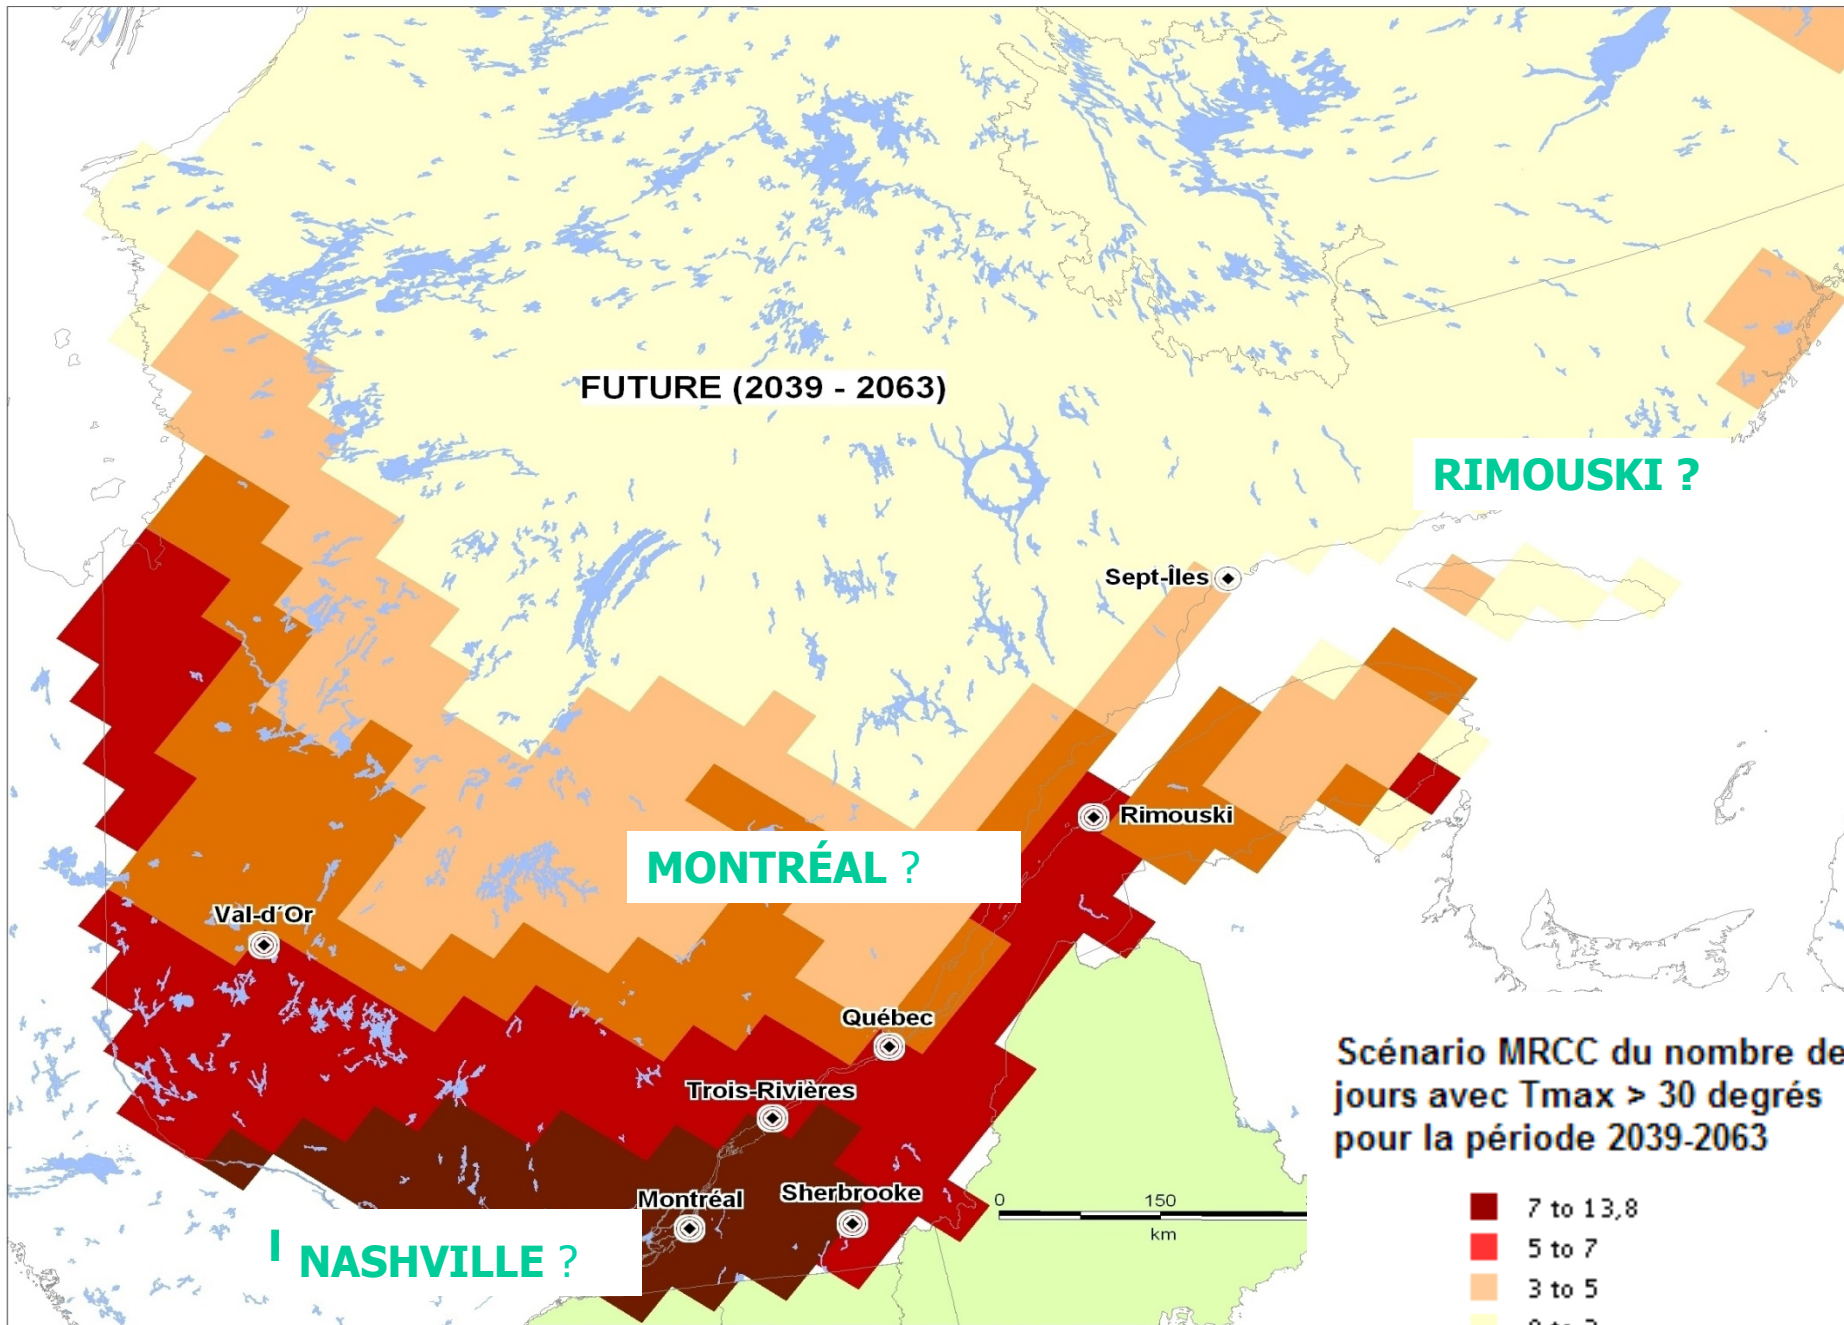 FUTURE (2039 - 2063)
RIMOUSKI ?
Sept-Îles
Rimouski
MONTRÉAL ?
Val-d'Or
Québec
Trois-Rivières
Montréal
Sherbrooke
NASHVILLE ?
0 150
km
Scénario MRCC du nombre de
jours avec Tmax > 30 degrés
pour la période 2039-2063
7 to 13,8
5 to 7
3 to 5